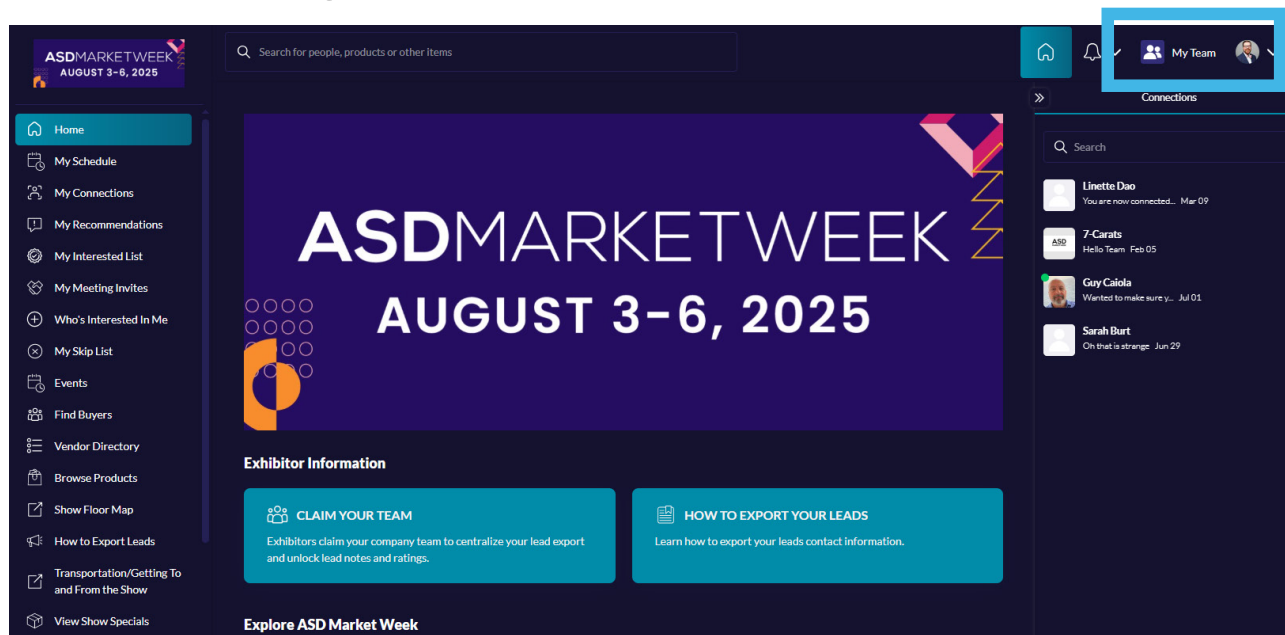 ASDMARKETWEEK
AUGUST 3-6, 2025
Search for people, products or other items
My Team
Home
My Schedule
My Connections
My Recommendations
My Interested List
My Meeting Invites
Who's Interested In Me
My Skip List
Events
Find Buyers
Vendor Directory
Browse Products
Show Floor Map
How to Export Leads
Transportation/Getting To
and From the Show
View Show Specials
ASDMARKETWEEK
AUGUST 3-6, 2025
Exhibitor Information
CLAIM YOUR TEAM
Exhibitors claim your company team to centralize your lead export
and unlock lead notes and ratings.
HOW TO EXPORT YOUR LEADS
Learn how to export your leads contact information.
Explore ASD Market Week
Connections
Search
Linette Dao
You are now connected... Mar 09
ASD
7-Carats
Hello Team Feb 05
Guy Caiola
Wanted to make sure y... Jul 01
Sarah Burt
Oh that is strange Jun 29